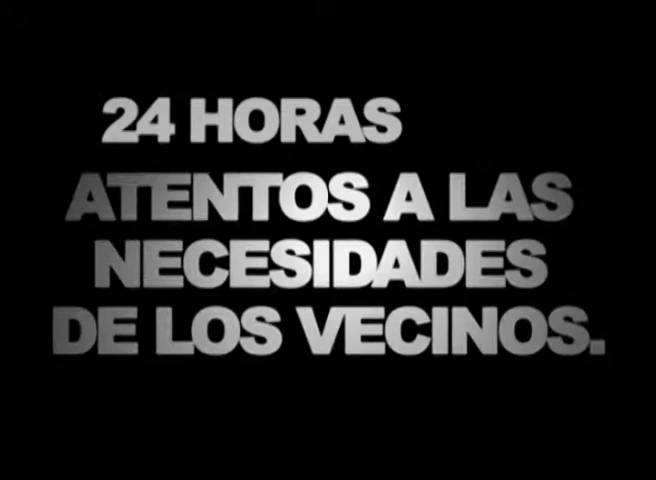 24 HORAS
ATENTOS A LAS
NECESIDADES
DE LOS VECINOS.